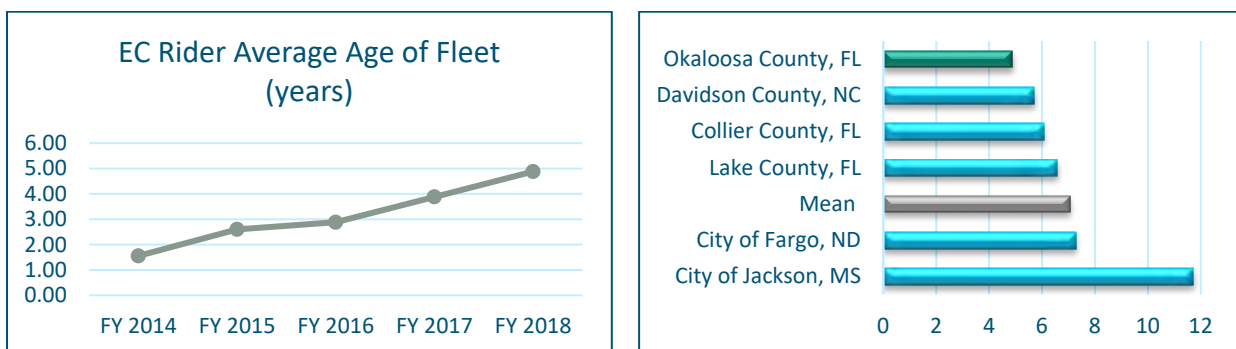 EC Rider Average Age of Fleet
(years)
6.00
5.00
4.00
3.00
2.00
1.00
0.00
FY 2014 FY 2015 FY 2016 FY 2017 FY 2018
Okaloosa County, FL
Davidson County, NC
Collier County, FL
Lake County, FL
Mean
City of Fargo, ND
City of Jackson, MS
0 2 4 6 8 10 12